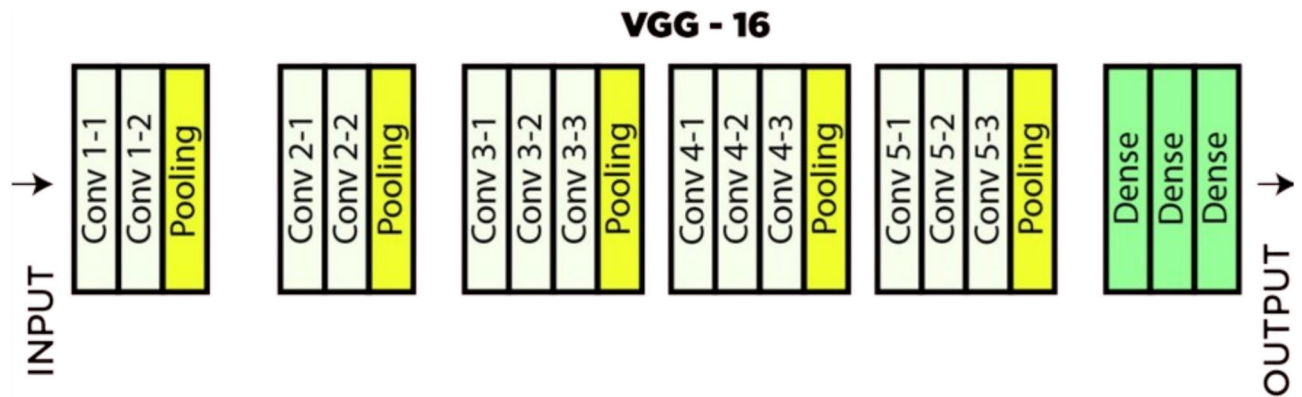 VGG - 16
INPUT
Conv 1-1
Conv 1-2
Pooling
Conv 2-1
Conv 2-2
Pooling
Conv 3-1
Conv 3-2
Conv 3-3
Pooling
Conv 4-1
Conv 4-2
Conv 4-3
Pooling
Conv 5-1
Conv 5-2
Conv 5-3
Pooling
Dense
Dense
Dense
OUTPUT